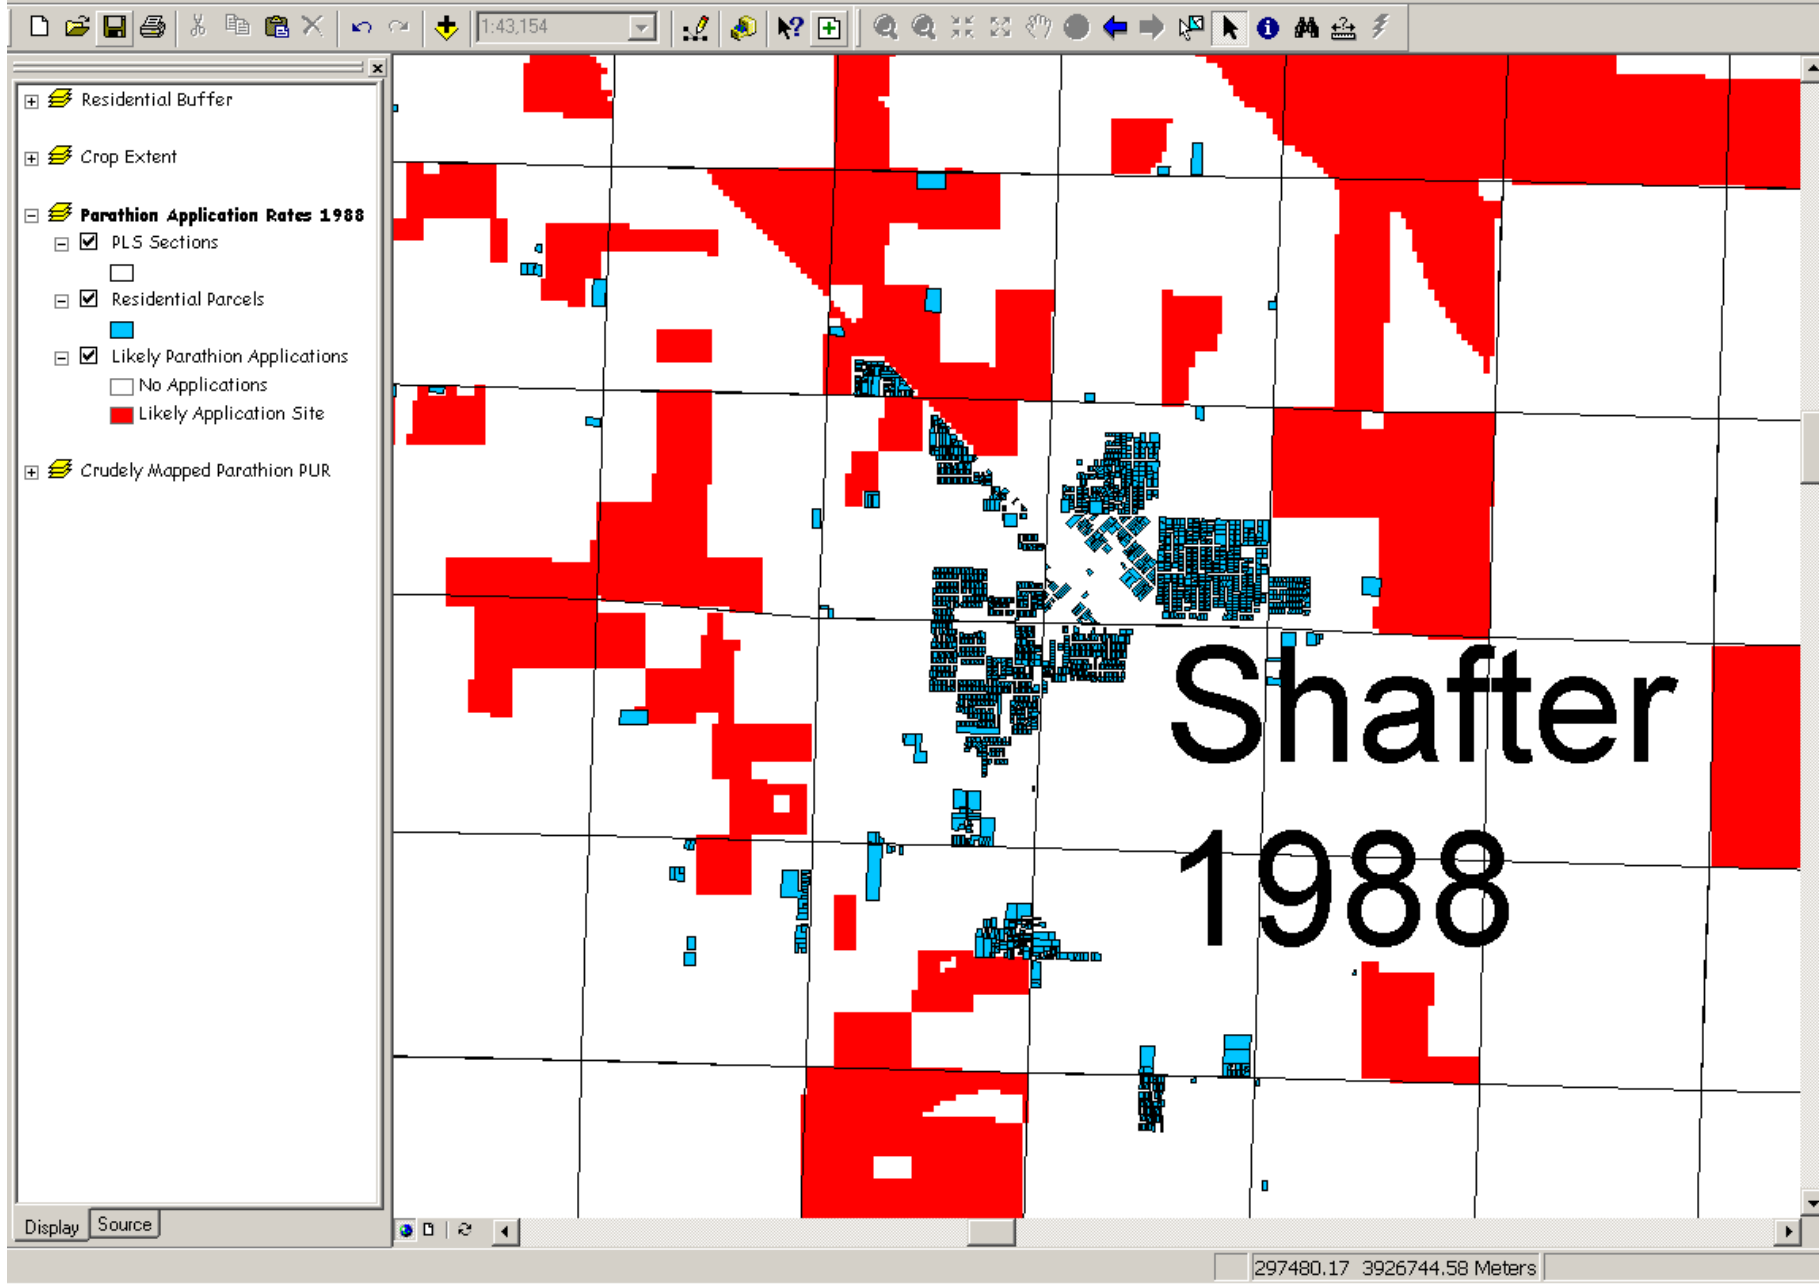 1:43,154
Residential Buffer
Crop Extent
Parathion Application Rates 1988
PLS Sections
Residential Parcels
Likely Parathion Applications
No Applications
Likely Application Site
Crudely Mapped Parathion PUR
Shafter
1988
Display Source
297480.17 3926744.58 Meters